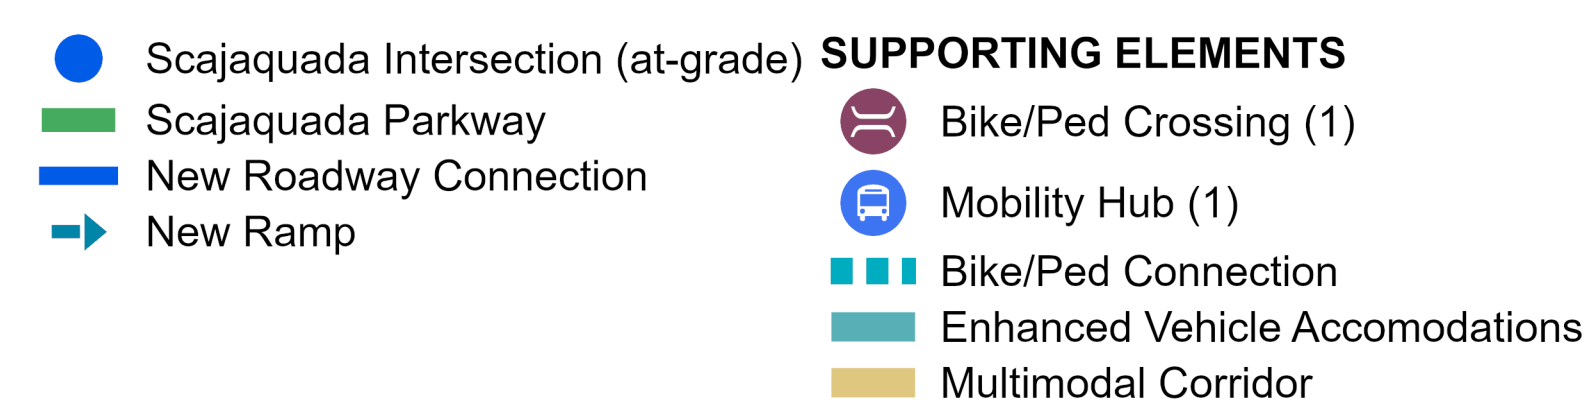 Scajaquada Intersection (at-grade)
Scajaquada Parkway
New Roadway Connection
New Ramp
SUPPORTING ELEMENTS
Bike/Ped Crossing (1)
Mobility Hub (1)
Bike/Ped Connection
Enhanced Vehicle Accomodations
Multimodal Corridor